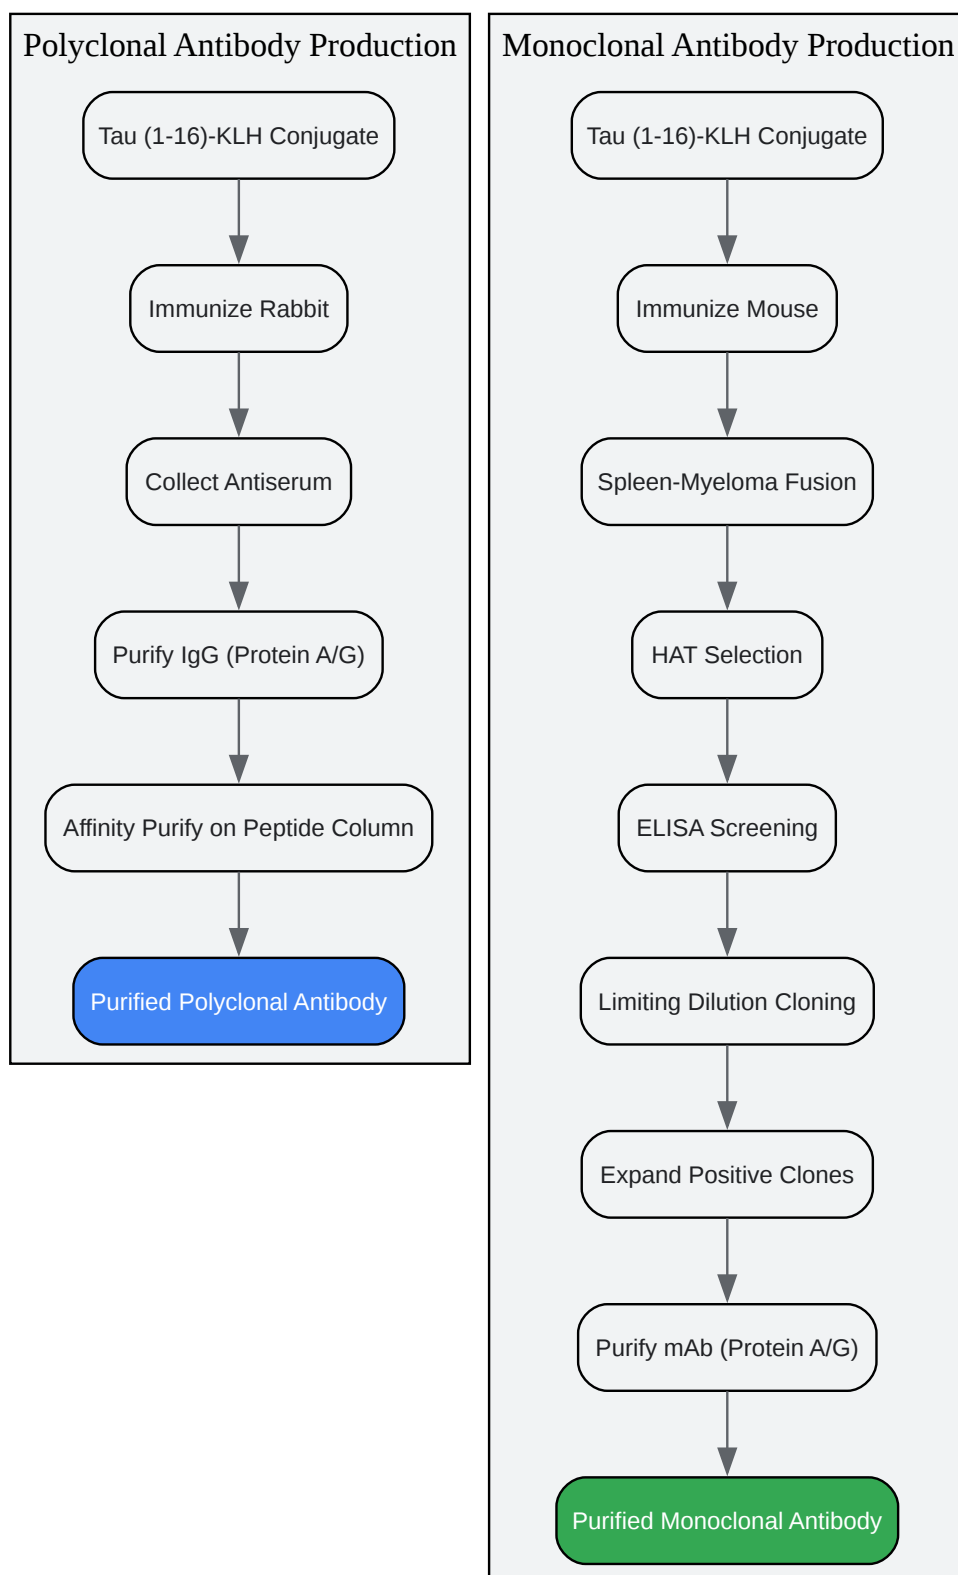 Polyclonal Antibody Production
Tau (1-16)-KLH Conjugate
Immunize Rabbit
Collect Antiserum
Purify IgG (Protein A/G)
Affinity Purify on Peptide Column
Purified Polyclonal Antibody
Monoclonal Antibody Production
Tau (1-16)-KLH Conjugate
Immunize Mouse
Spleen-Myeloma Fusion
HAT Selection
ELISA Screening
Limiting Dilution Cloning
Expand Positive Clones
Purify mAb (Protein A/G)
Purified Monoclonal Antibody